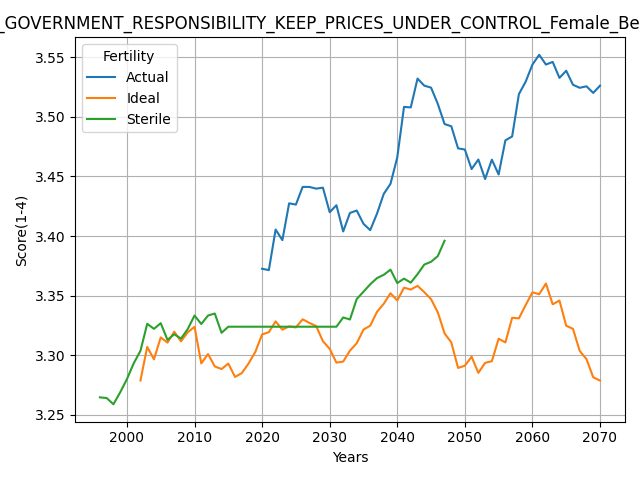 _GOVERNMENT_RESPONSIBILITY_KEEP_PRICES_UNDER_CONTROL_Female_Be
Fertility
Actual
Ideal
Sterile
Score(1-4)
3.55
3.50
3.45
3.40
3.35
3.30
3.25
2000 2010 2020 2030 2040 2050 2060 2070
Years